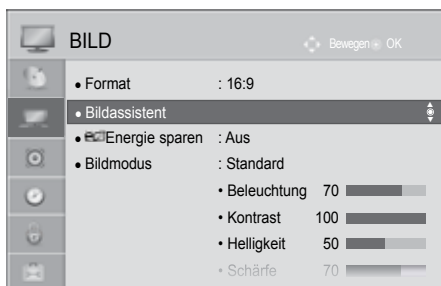 BILD Bewegen OK
• Format : 16:9
• Bildassistent
• Energie sparen : Aus
• Bildmodus : Standard
• Beleuchtung 70
• Kontrast 100
• Helligkeit 50
• Schärfe 70